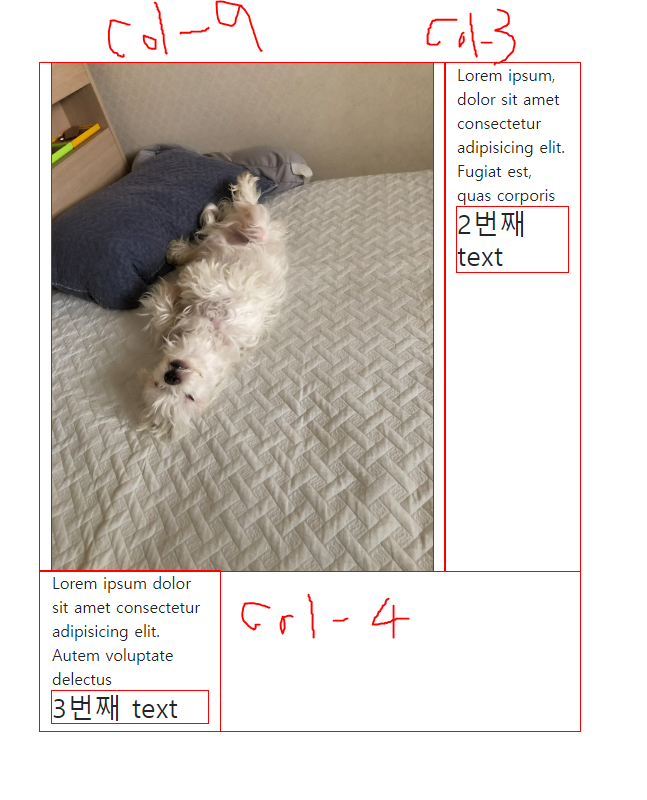 col-9
col-3
Lorem ipsum,
dolor sit amet
consectetur
adipisicing elit.
Fugiat est,
quas corporis
2번째
text
Lorem ipsum dolor
sit amet consectetur
adipisicing elit.
Autem voluptate
delectus
3번째 text
col-4